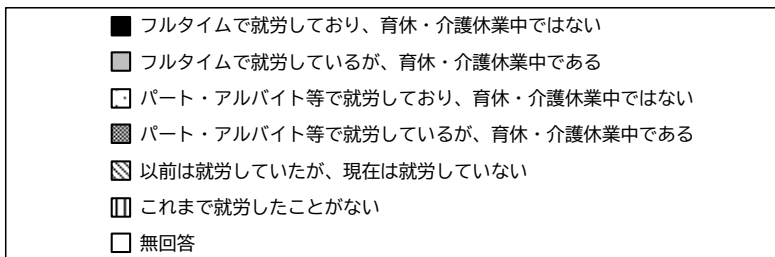 フルタイムで就労しており、育休・介護休業中ではない
フルタイムで就労しているが、育休・介護休業中である
パート・アルバイト等で就労しており、育休・介護休業中ではない
パート・アルバイト等で就労しているが、育休・介護休業中である
以前は就労していたが、現在は就労していない
これまで就労したことがない
無回答